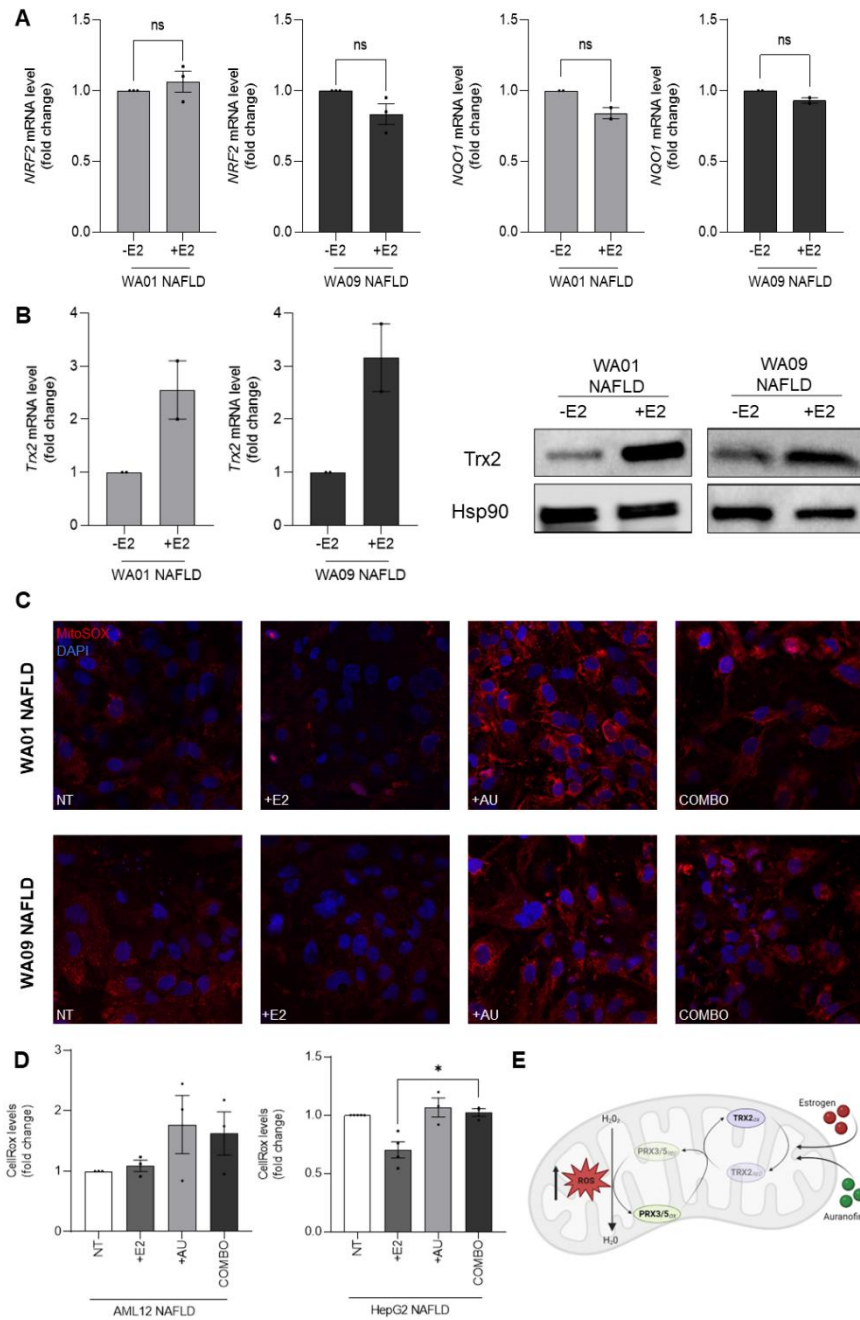 A
NRF2 mRNA level
(fold change)
1.5
1.0
0.5
0.0
ns
-E2
+E2
WA01 NAFLD
NRF2 mRNA level
(fold change)
1.5
1.0
0.5
0.0
ns
-E2
+E2
WA09 NAFLD
NQO1 mRNA level
(fold change)
1.5
1.0
0.5
0.0
ns
-E2
+E2
WA01 NAFLD
NQO1 mRNA level
(fold change)
1.5
1.0
0.5
0.0
ns
-E2
+E2
WA09 NAFLD
B
Trx2 mRNA level
(fold change)
4
3
2
1
0
-E2
+E2
WA01 NAFLD
Trx2 mRNA level
(fold change)
4
3
2
1
0
-E2
+E2
WA09 NAFLD
WA01
NAFLD
-E2
+E2
WA09
NAFLD
-E2
+E2
Trx2
Hsp90
C
WA01 NAFLD
MitoSOX
DAPI
NT
+E2
+AU
COMBO
WA09 NAFLD
NT
+E2
+AU
COMBO
D
CellRox levels
(fold change)
3
2
1
0
NT
+E2
+AU
COMBO
AML12 NAFLD
CellRox levels
(fold change)
1.5
1.0
0.5
0.0
*
NT
+E2
+AU
COMBO
HepG2 NAFLD
E
H₂O₂
ROS
H₂O
PRX3/5RED
PRX3/5ox
TRX2ox
TRX2RED
Estrogen
Auranofin